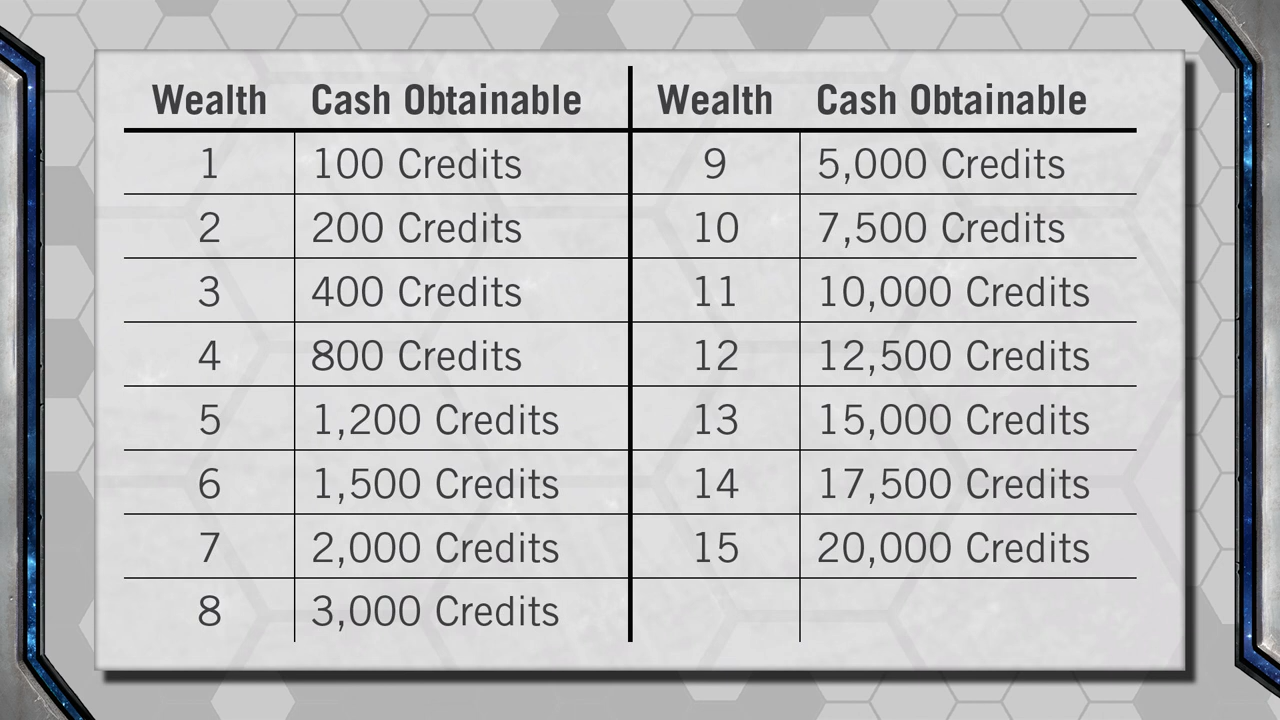 Wealth Cash Obtainable Wealth Cash Obtainable
1 100 Credits 9 5,000 Credits
2 200 Credits 10 7,500 Credits
3 400 Credits 11 10,000 Credits
4 800 Credits 12 12,500 Credits
5 1,200 Credits 13 15,000 Credits
6 1,500 Credits 14 17,500 Credits
7 2,000 Credits 15 20,000 Credits
8 3,000 Credits